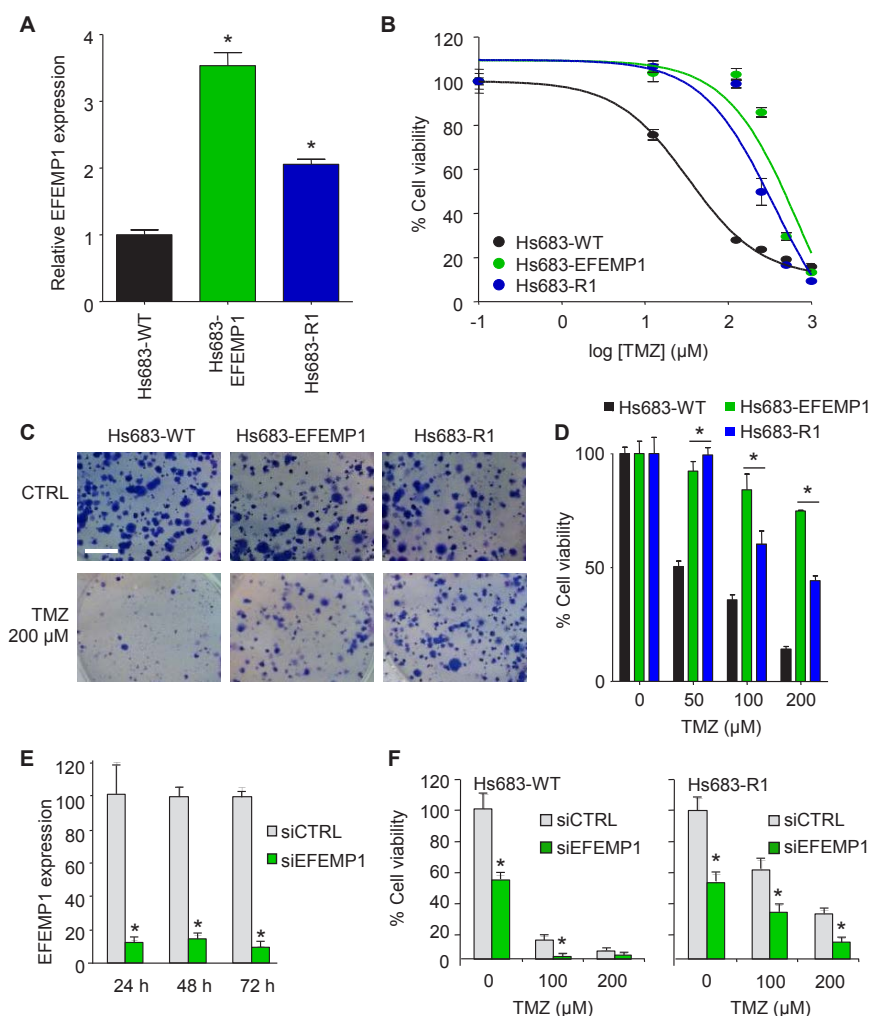 A
Relative EFEMP1 expression
4
3
2
1
0
*
*
Hs683-WT
Hs683-
EFEMP1
Hs683-R1
B
% Cell viability
120
100
80
60
40
20
0
Hs683-WT
Hs683-EFEMP1
Hs683-R1
-1 0 1 2 3
log [TMZ] (µM)
C
Hs683-WT Hs683-EFEMP1 Hs683-R1
CTRL
TMZ
200 µM
Hs683-WT Hs683-EFEMP1
Hs683-R1
D
% Cell viability
100
50
0
*
*
*
0 50 100 200
TMZ (µM)
E
EFEMP1 expression
120
100
80
60
40
20
0
siCTRL
siEFEMP1
* * *
24 h 48 h 72 h
F
% Cell viability
120
100
80
60
40
20
0
Hs683-WT
siCTRL
siEFEMP1
*
*
0 100 200
TMZ (µM)
Hs683-R1
siCTRL
siEFEMP1
*
*
*
0 100 200
TMZ (µM)